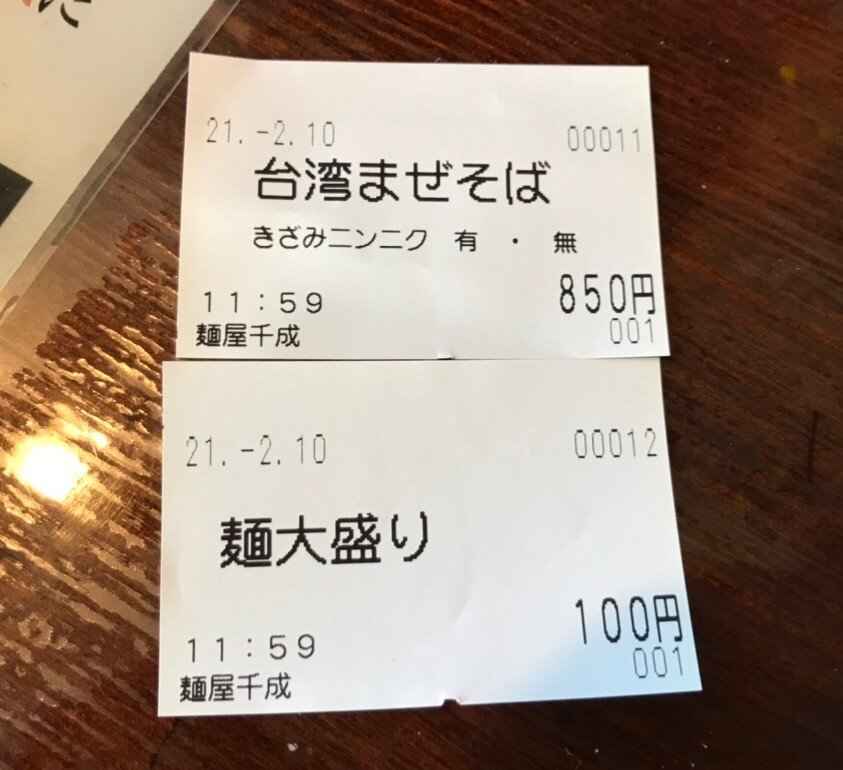 た
21.-2.10 00011
台湾まぜそば
きざみニンニク 有 ・ 無
11:59 850円
麺屋千成 001
21.-2.10 00012
麺大盛り
11:59 100円
麺屋千成 001